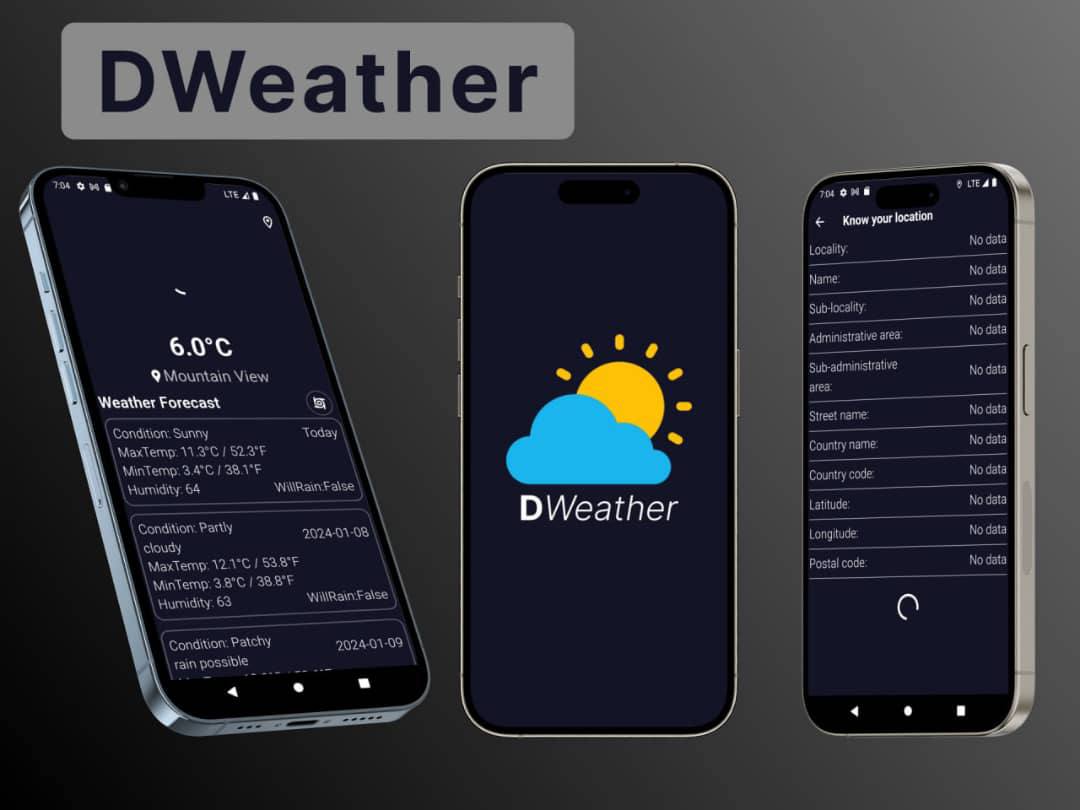 DWeather
7:04
LTE
6.0°C
Mountain View
Weather Forecast
Condition: Sunny
Today
MaxTemp: 11.3°C / 52.3°F
MinTemp: 3.4°C / 38.1°F
Humidity: 64
WillRain:False
Condition: Partly
cloudy
2024-01-08
MaxTemp: 12.1°C / 53.8°F
MinTemp: 3.8°C / 38.8°F
Humidity: 63
WillRain:False
Condition: Patchy
rain possible
2024-01-09
DWeather
7:04
LTE
Know your location
Locality: No data
Name: No data
Sub-locality: No data
Administrative area: No data
Sub-administrative
area: No data
Street name: No data
Country name: No data
Country code: No data
Latitude: No data
Longitude: No data
Postal code: No data